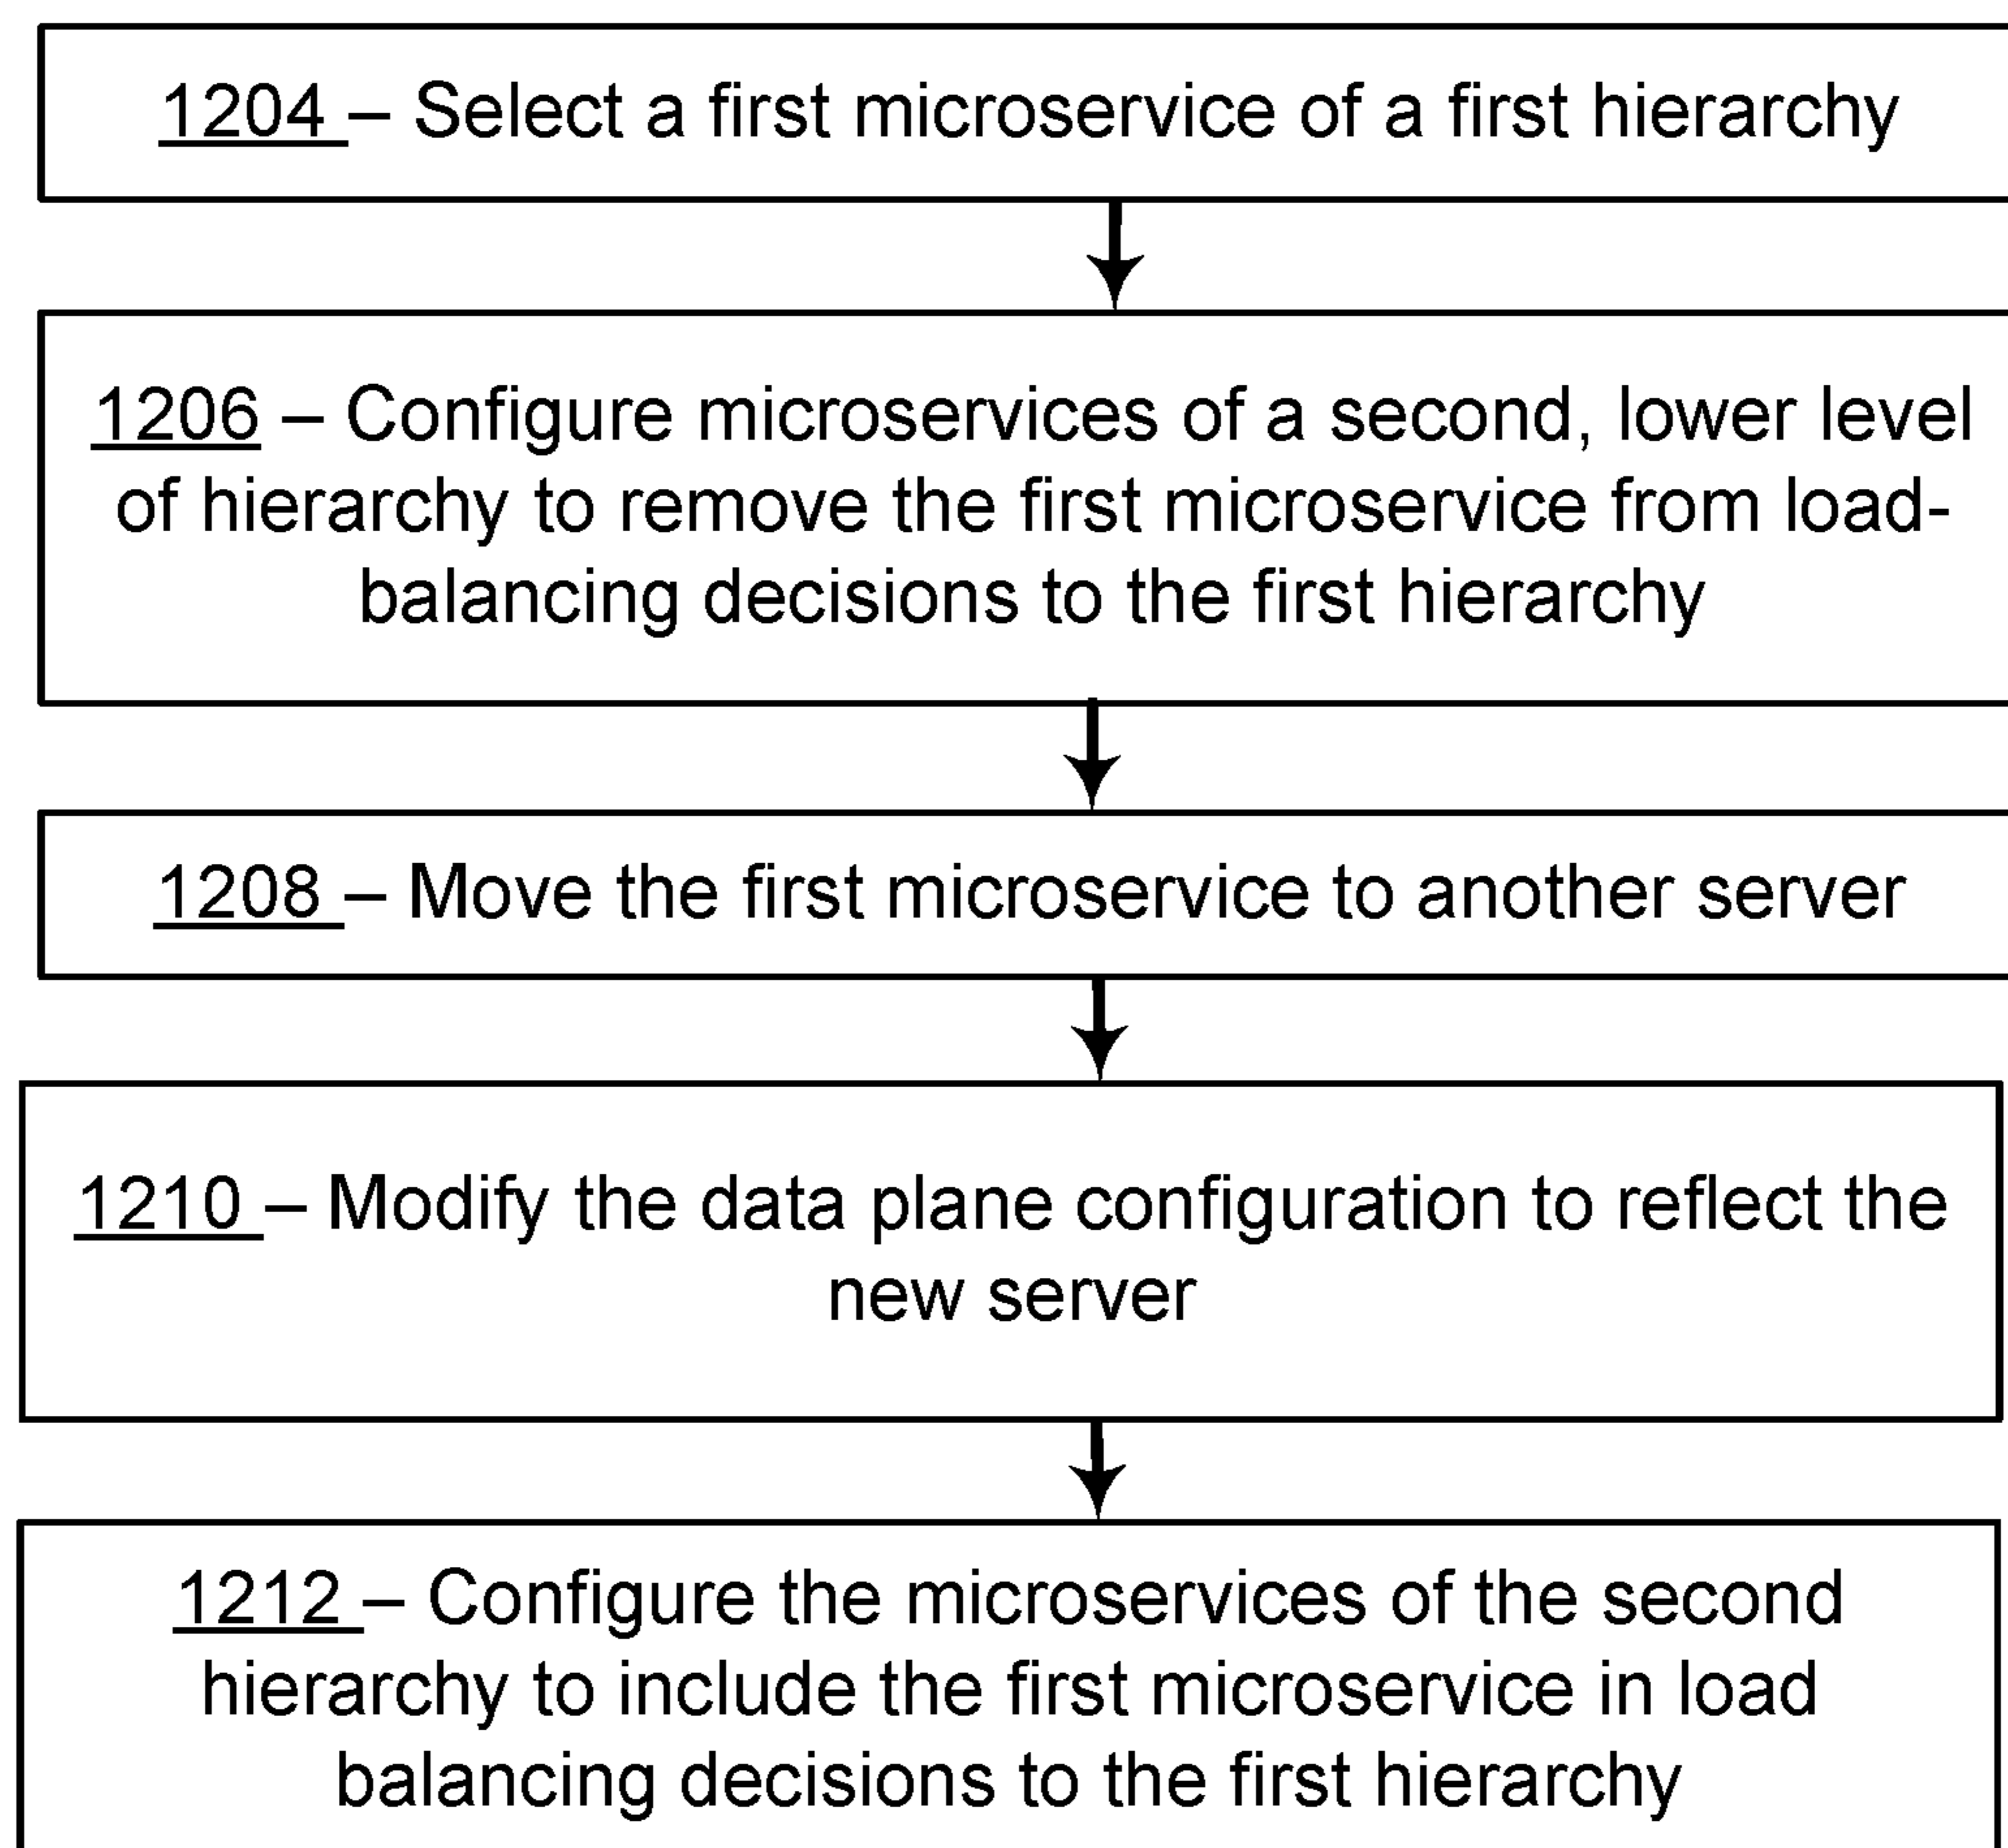 1204 – Select a first microservice of a first hierarchy
1206 – Configure microservices of a second, lower level
of hierarchy to remove the first microservice from load-
balancing decisions to the first hierarchy
1208 – Move the first microservice to another server
1210 – Modify the data plane configuration to reflect the
new server
1212 – Configure the microservices of the second
hierarchy to include the first microservice in load
balancing decisions to the first hierarchy